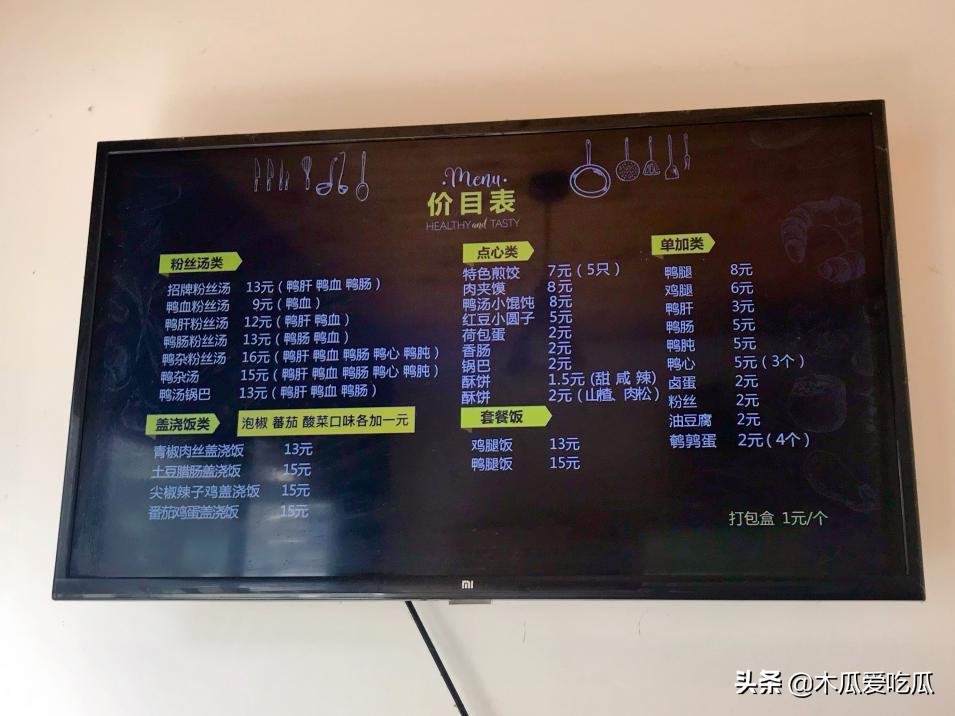 Menu
价目表
HEALTHY and TASTY
粉丝汤类
招牌粉丝汤 13元（鸭肝 鸭血 鸭肠）
鸭血粉丝汤 9元（鸭血）
鸭肝粉丝汤 12元（鸭肝 鸭血）
鸭肠粉丝汤 13元（鸭肠 鸭血）
鸭杂粉丝汤 16元（鸭肝 鸭血 鸭肠 鸭心 鸭肫）
鸭杂汤 15元（鸭肝 鸭血 鸭肠 鸭心 鸭肫）
鸭汤锅巴 13元（鸭肝 鸭血 鸭肠）
盖浇饭类
泡椒 蕃茄 酸菜口味各加一元
青椒肉丝盖浇饭 13元
土豆腊肠盖浇饭 15元
尖椒辣子鸡盖浇饭 15元
番茄鸡蛋盖浇饭 15元
点心类
特色煎饺 7元（5只）
肉夹馍 8元
鸭汤小馄饨 8元
红豆小圆子 5元
荷包蛋 2元
香肠 2元
锅巴 2元
酥饼 1.5元（甜 咸 辣）
酥饼 2元（山楂 肉松）
套餐饭
鸡腿饭 13元
鸭腿饭 15元
单加类
鸭腿 8元
鸡腿 6元
鸭肝 3元
鸭肠 5元
鸭肫 5元
鸭心 5元（3个）
卤蛋 2元
粉丝 2元
油豆腐 2元
鹌鹑蛋 2元（4个）
打包盒 1元/个
mi
头条 @木瓜爱吃瓜